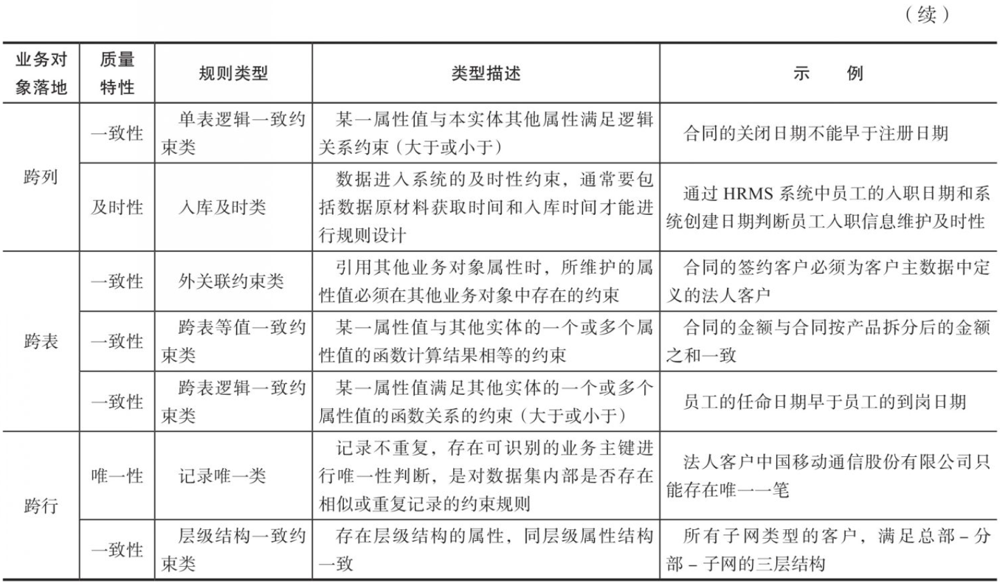 （续）
业务对
象落地
质量
特性
规则类型
类型描述
示 例
跨列
一致性
单表逻辑一致约
束类
某一属性值与本实体其他属性满足逻辑
关系约束（大于或小于）
合同的关闭日期不能早于注册日期
及时性
入库及时类
数据进入系统的及时性约束，通常要包
括数据原材料获取时间和入库时间才能进
行规则设计
通过 HRMS 系统中员工的入职日期和系
统创建日期判断员工入职信息维护及时性
跨表
一致性
外关联约束类
引用其他业务对象属性时，所维护的属
性值必须在其他业务对象中存在的约束
合同的签约客户必须为客户主数据中定
义的法人客户
一致性
跨表等值一致约
束类
某一属性值与其他实体的一个或多个属
性值的函数计算结果相等的约束
合同的金额与合同按产品拆分后的金额
之和一致
一致性
跨表逻辑一致约
束类
某一属性值满足其他实体的一个或多个
属性值的函数关系的约束（大于或小于）
员工的任命日期早于员工的到岗日期
跨行
唯一性
记录唯一类
记录不重复，存在可识别的业务主键进
行唯一性判断，是对数据集内部是否存在
相似或重复记录的约束规则
法人客户中国移动通信股份有限公司只
能存在唯一一笔
一致性
层级结构一致约
束类
存在层级结构的属性，同层级属性结构
一致
所有子网类型的客户，满足总部－分
部－子网的三层结构